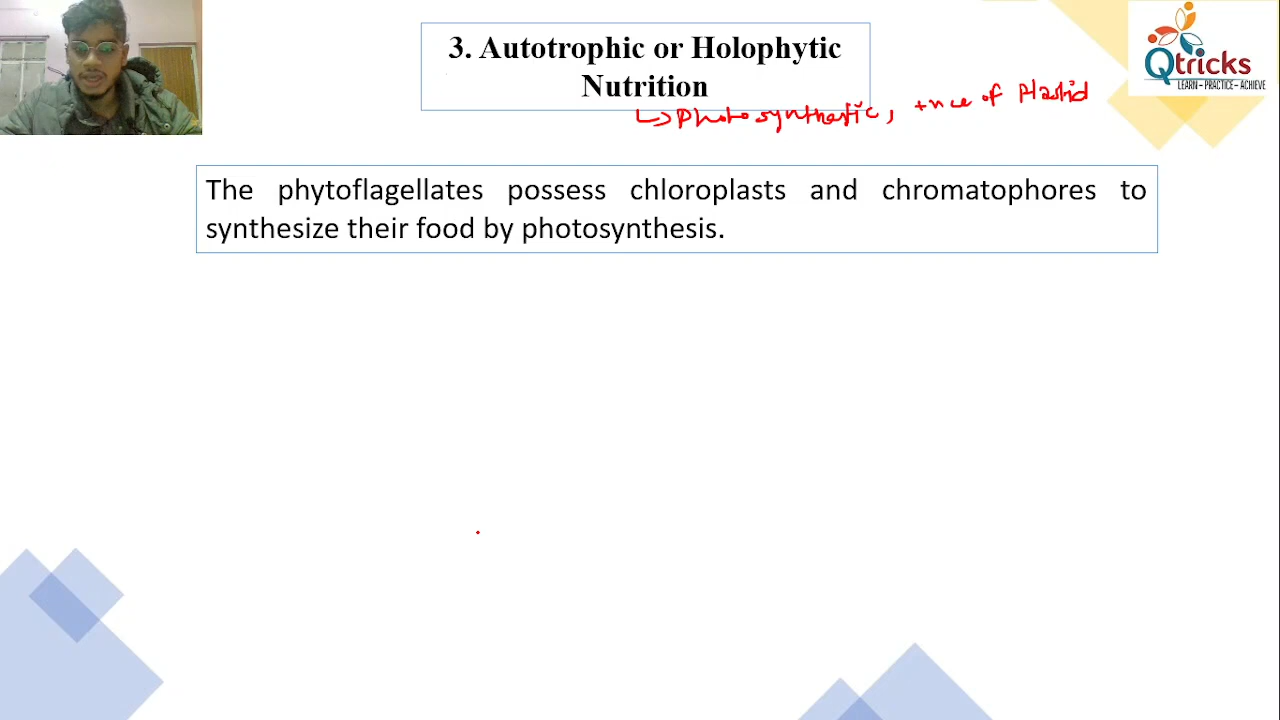 3. Autotrophic or Holophytic
Nutrition
↳ Photosynthetic, +nce of Plastid
Qtricks
LEARN – PRACTICE – ACHIEVE
The phytoflagellates possess chloroplasts and chromatophores to
synthesize their food by photosynthesis.